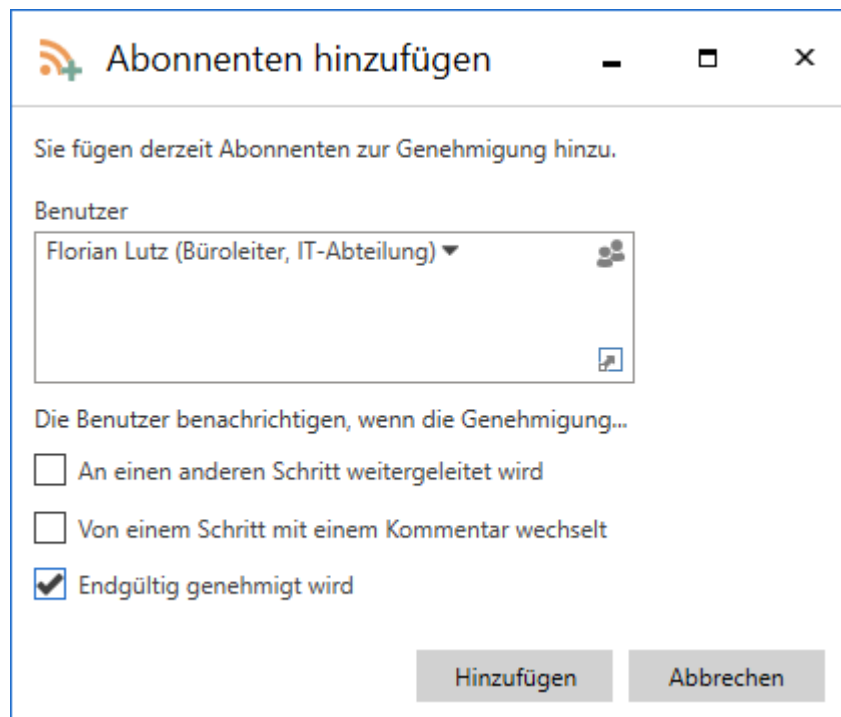 Abonnenten hinzufügen
Sie fügen derzeit Abonnenten zur Genehmigung hinzu.
Benutzer
Florian Lutz (Büroleiter, IT-Abteilung)
Die Benutzer benachrichtigen, wenn die Genehmigung...
An einen anderen Schritt weitergeleitet wird
Von einem Schritt mit einem Kommentar wechselt
Endgültig genehmigt wird
Hinzufügen Abbrechen